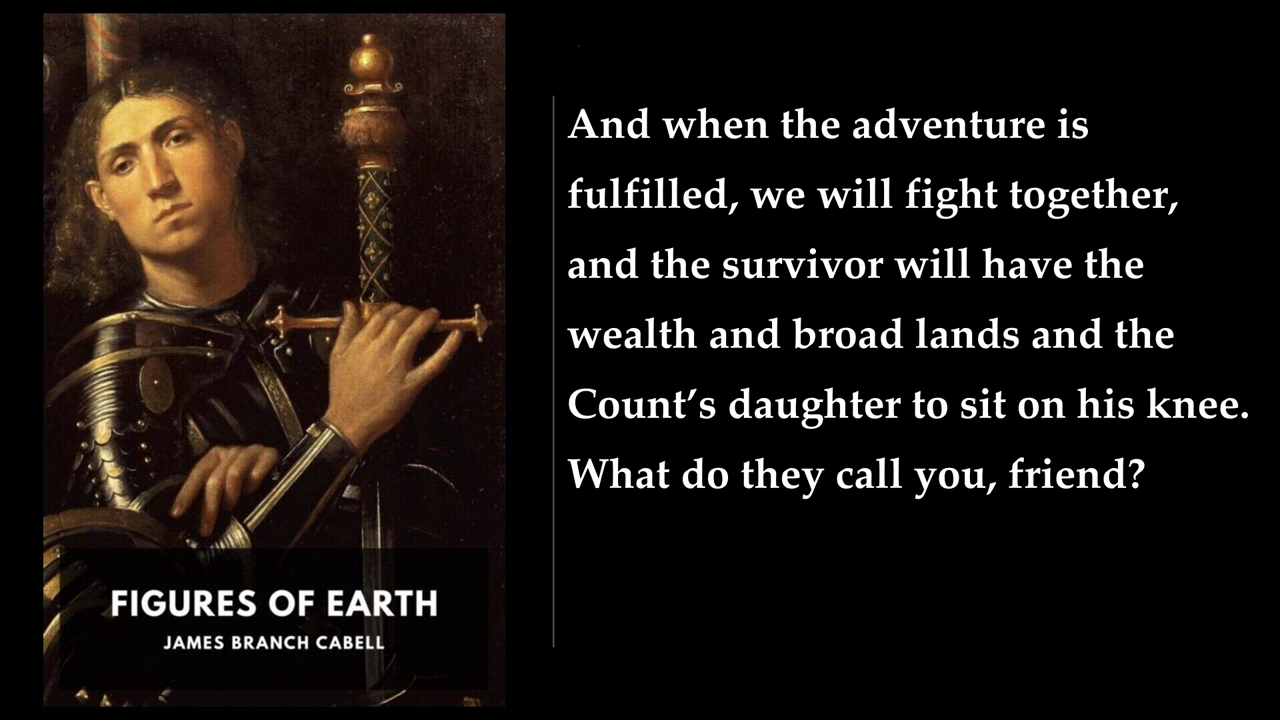 And when the adventure is
fulfilled, we will fight together,
and the survivor will have the
wealth and broad lands and the
Count’s daughter to sit on his knee.
What do they call you, friend?
FIGURES OF EARTH
JAMES BRANCH CABELL